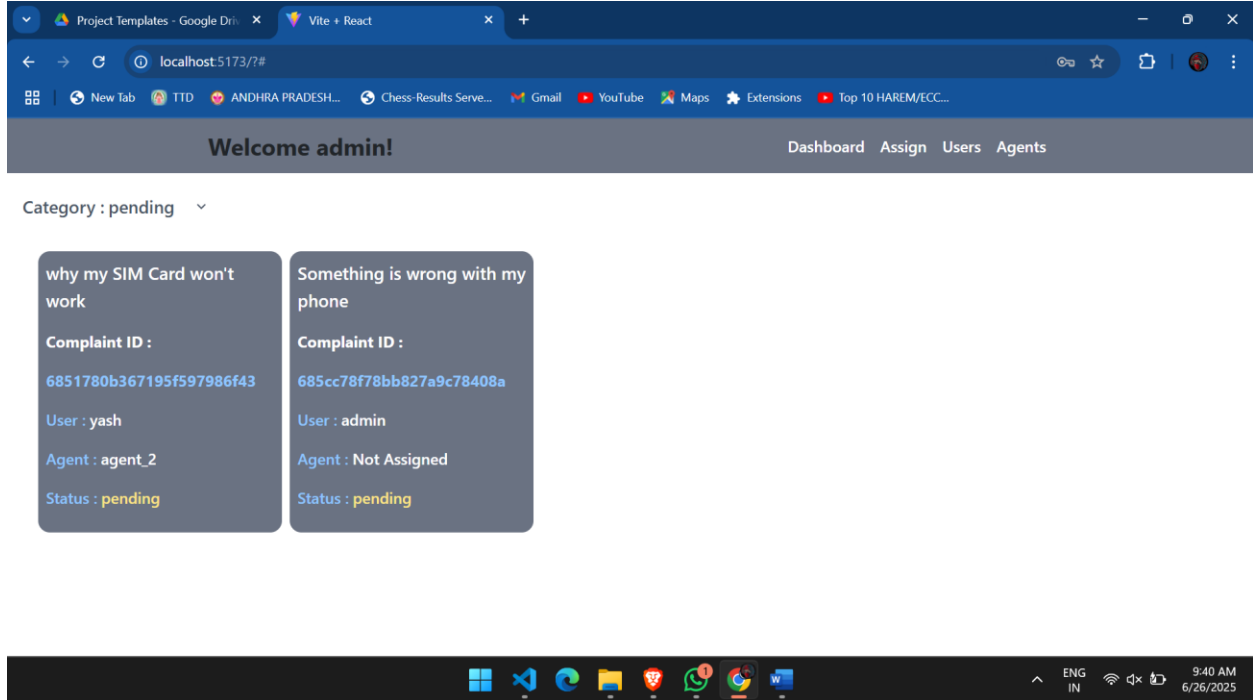 Project Templates - Google Driv
Vite + React
localhost:5173/?#
New Tab
TTD
ANDHRA PRADESH...
Chess-Results Serve...
Gmail
YouTube
Maps
Extensions
Top 10 HAREM/ECC...
Welcome admin!
Dashboard Assign Users Agents
Category : pending
why my SIM Card won't
work
Complaint ID :
6851780b367195f597986f43
User : yash
Agent : agent_2
Status : pending
Something is wrong with my
phone
Complaint ID :
685cc78f78bb827a9c78408a
User : admin
Agent : Not Assigned
Status : pending
1
W
ENG
IN
9:40 AM
6/26/2025